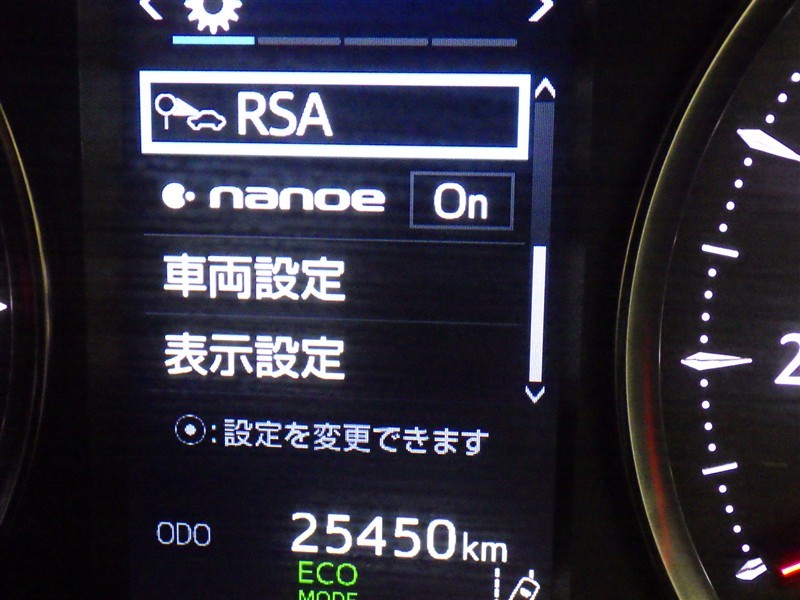 RSA
nanoe On
車両設定
表示設定
⦿:設定を変更できます
ODO 25450km
ECO
MODE
2